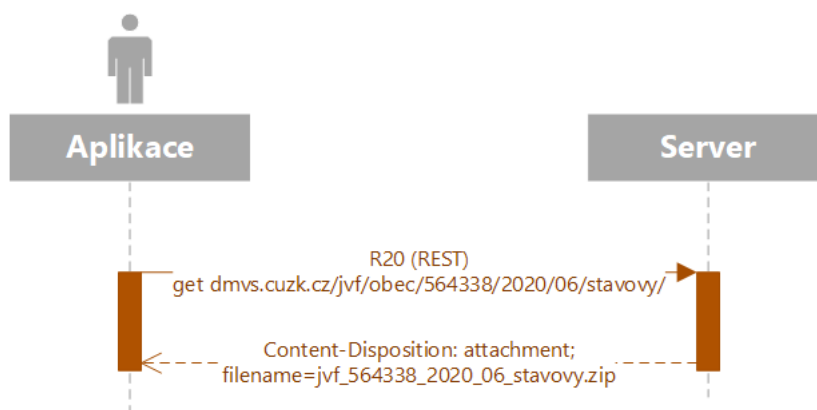 Aplikace
Server
R20 (REST)
get dmvs.cuzk.cz/jvf/obec/564338/2020/06/stavovy/
Content-Disposition: attachment;
filename=jvf_564338_2020_06_stavovy.zip